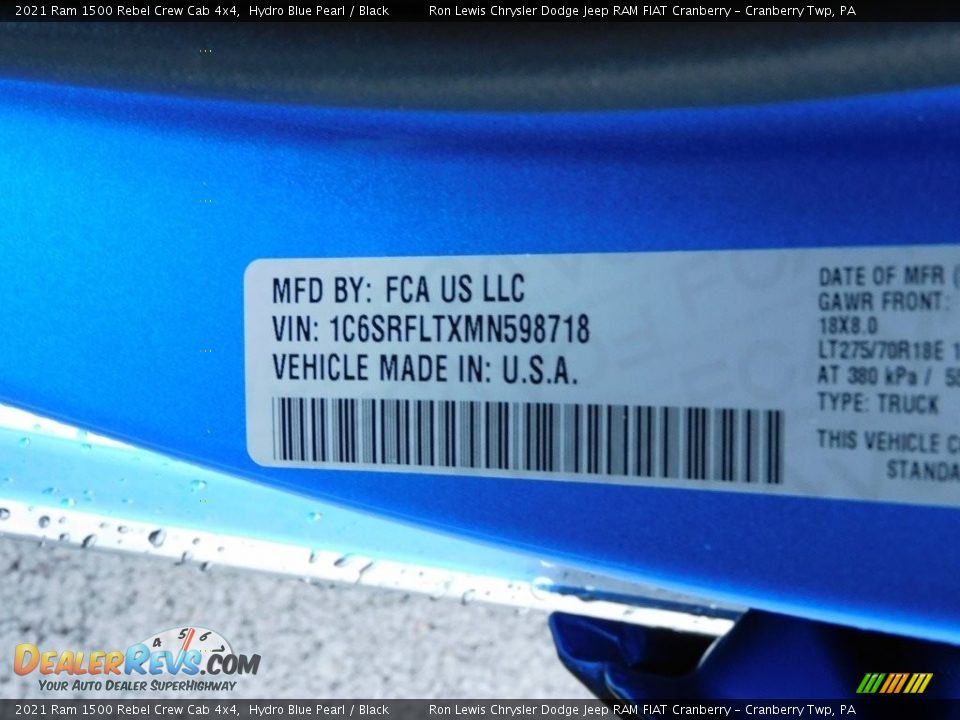 2021 Ram 1500 Rebel Crew Cab 4x4, Hydro Blue Pearl / Black Ron Lewis Chrysler Dodge Jeep RAM FIAT Cranberry - Cranberry Twp, PA
MFD BY: FCA US LLC
VIN: 1C6SRFLTXMN598718
VEHICLE MADE IN: U.S.A.
DATE OF MFR
GAWR FRONT:
18X8.0
LT275/70R18E
AT 380 kPa /
TYPE: TRUCK
THIS VEHICLE
4 5 6
DEALERREVS.COM
YOUR AUTO DEALER SUPERHIGHWAY
2021 Ram 1500 Rebel Crew Cab 4x4, Hydro Blue Pearl / Black Ron Lewis Chrysler Dodge Jeep RAM FIAT Cranberry - Cranberry Twp, PA